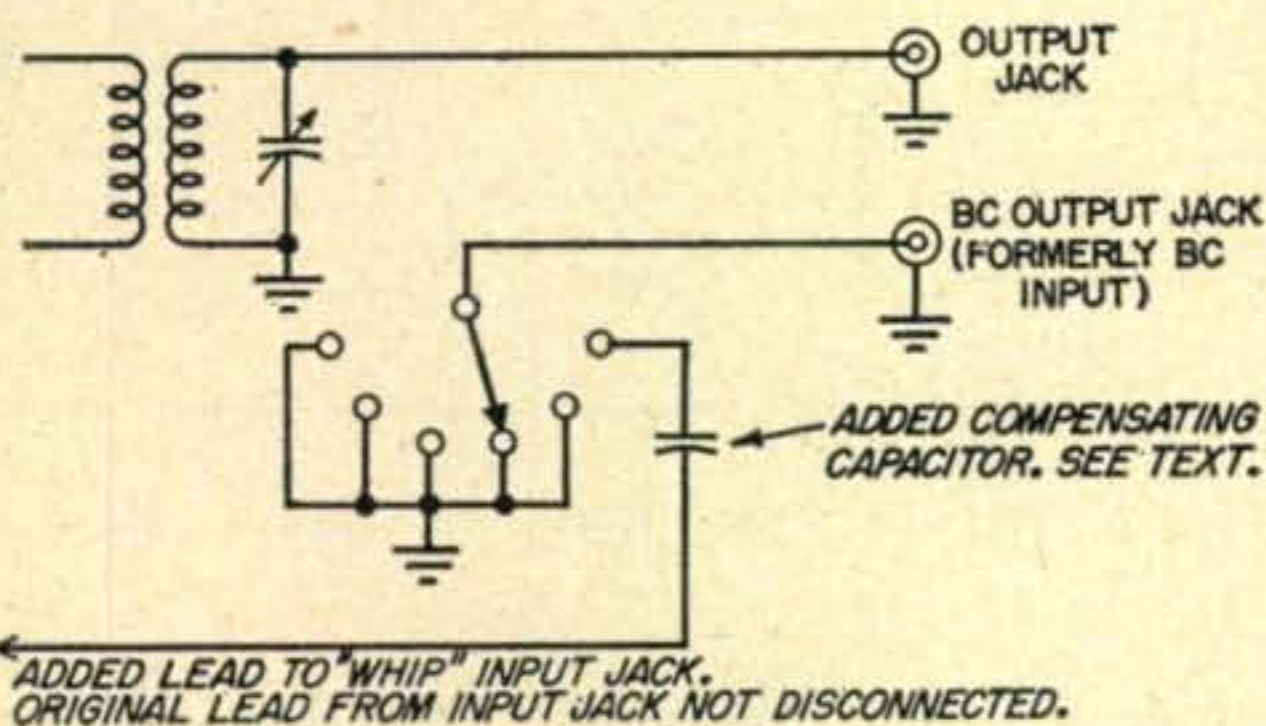 OUTPUT
JACK
BC OUTPUT JACK
(FORMERLY BC
INPUT)
ADDED COMPENSATING
CAPACITOR. SEE TEXT.
ADDED LEAD TO "WHIP" INPUT JACK.
ORIGINAL LEAD FROM INPUT JACK NOT DISCONNECTED.